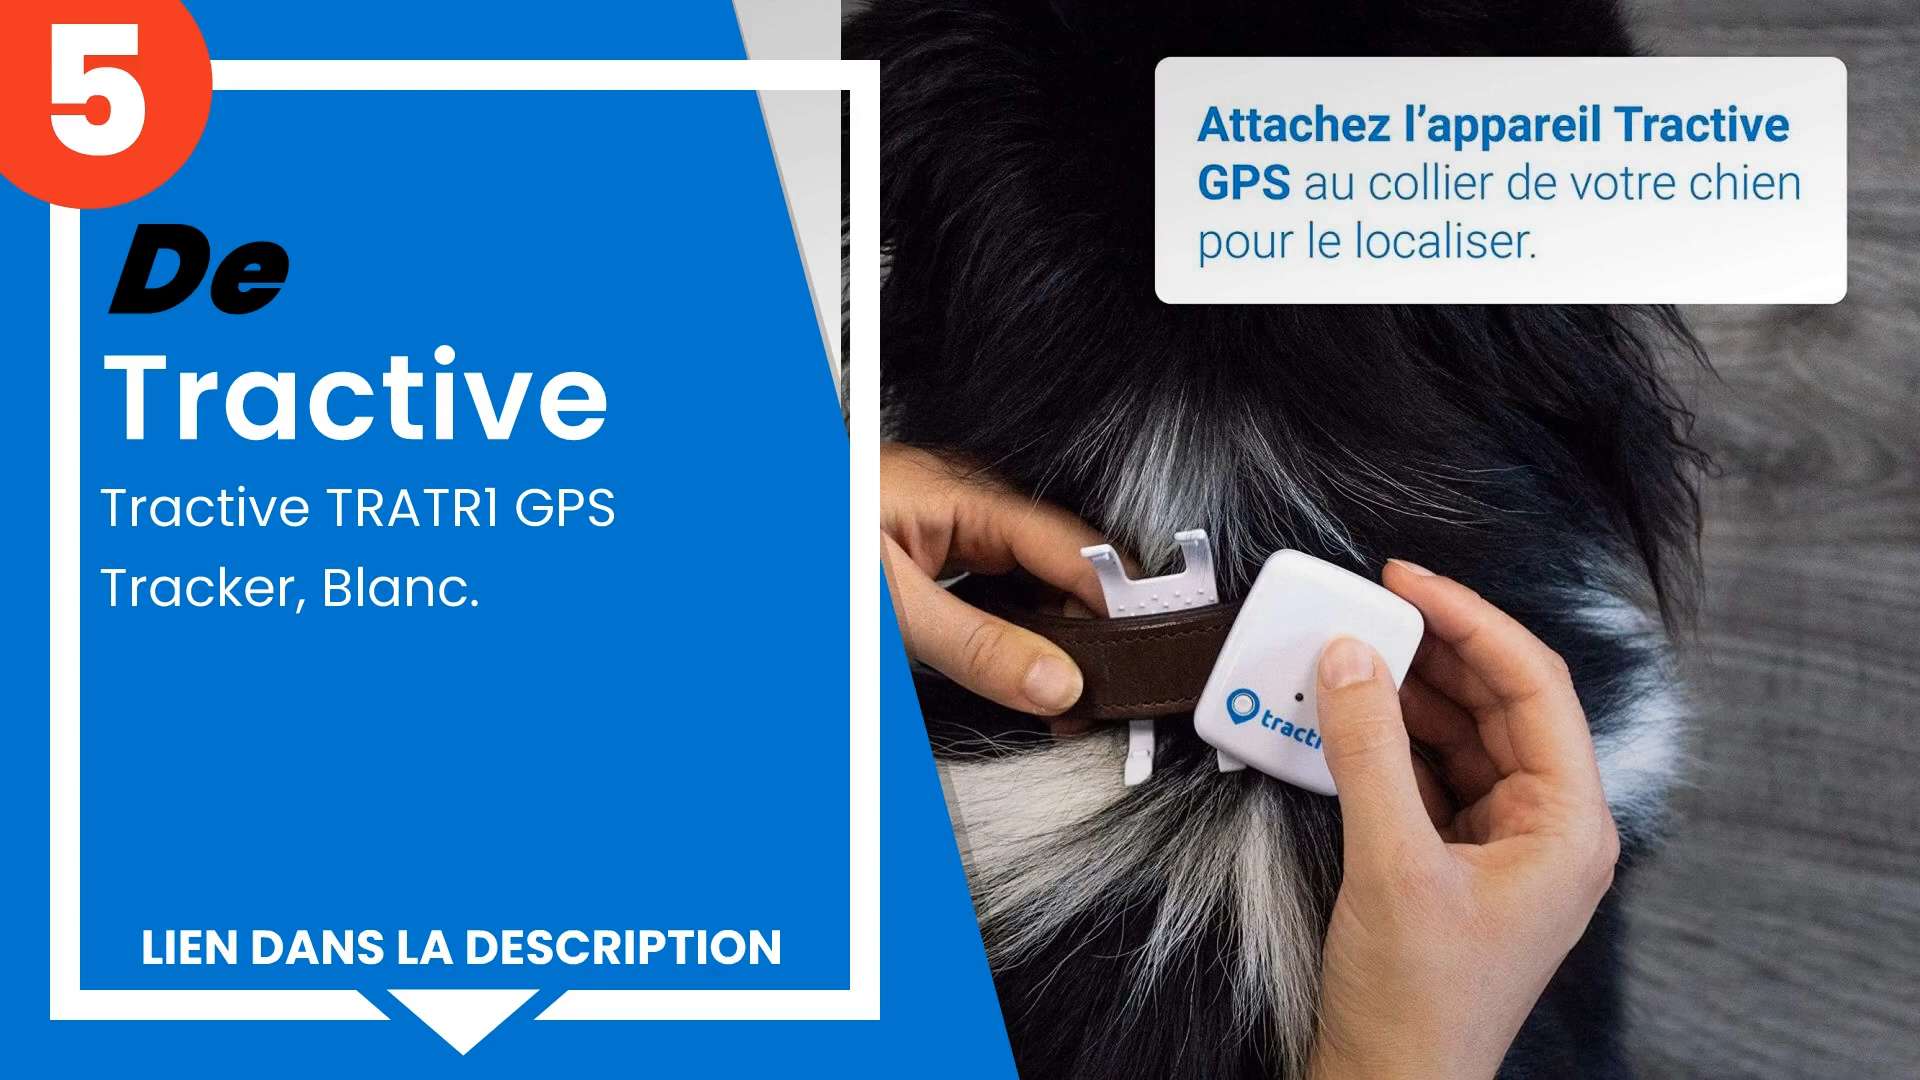 5
De
Tractive
Tractive TRATR1 GPS
Tracker, Blanc.
LIEN DANS LA DESCRIPTION
Attachez l’appareil Tractive
GPS au collier de votre chien
pour le localiser.